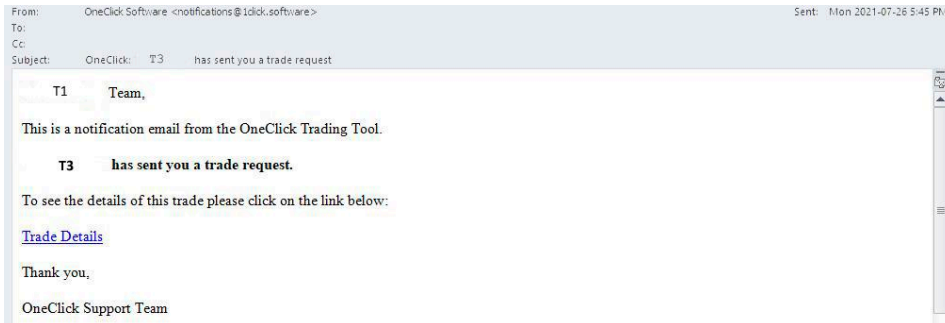 From: OneClick Software <notifications@1click.software> Sent: Mon 2021-07-26 5:45 PM
To:
Cc:
Subject: OneClick: T3 has sent you a trade request
T1 Team,
This is a notification email from the OneClick Trading Tool.
T3 has sent you a trade request.
To see the details of this trade please click on the link below:
Trade Details
Thank you,
OneClick Support Team